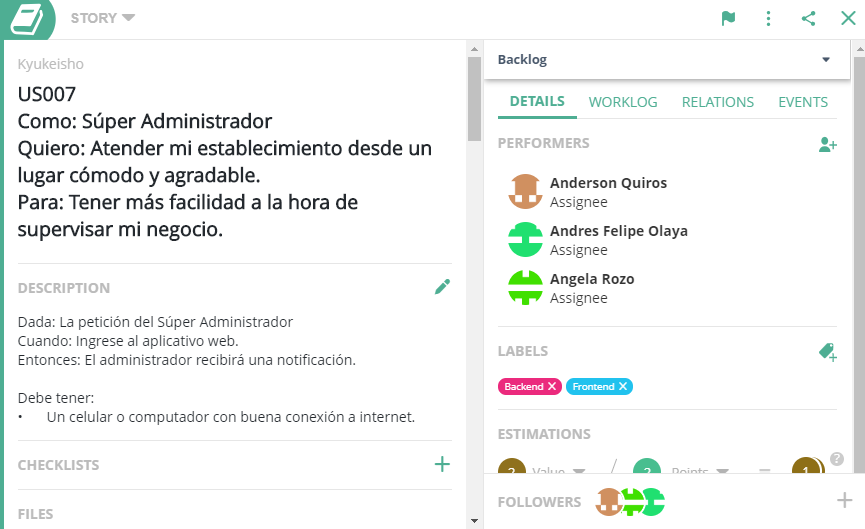 STORY
Kyukeisho
US007
Como: Súper Administrador
Quiero: Atender mi establecimiento desde un
lugar cómodo y agradable.
Para: Tener más facilidad a la hora de
supervisar mi negocio.
DESCRIPTION
Dada: La petición del Súper Administrador
Cuando: Ingrese al aplicativo web.
Entonces: El administrador recibirá una notificación.
Debe tener:
• Un celular o computador con buena conexión a internet.
CHECKLISTS
FILES
Backlog
DETAILS WORKLOG RELATIONS EVENTS
PERFORMERS
Anderson Quiros
Assignee
Andres Felipe Olaya
Assignee
Angela Rozo
Assignee
LABELS
Backend X Frontend X
ESTIMATIONS
2 Value / 2 Points = 1 ?
FOLLOWERS